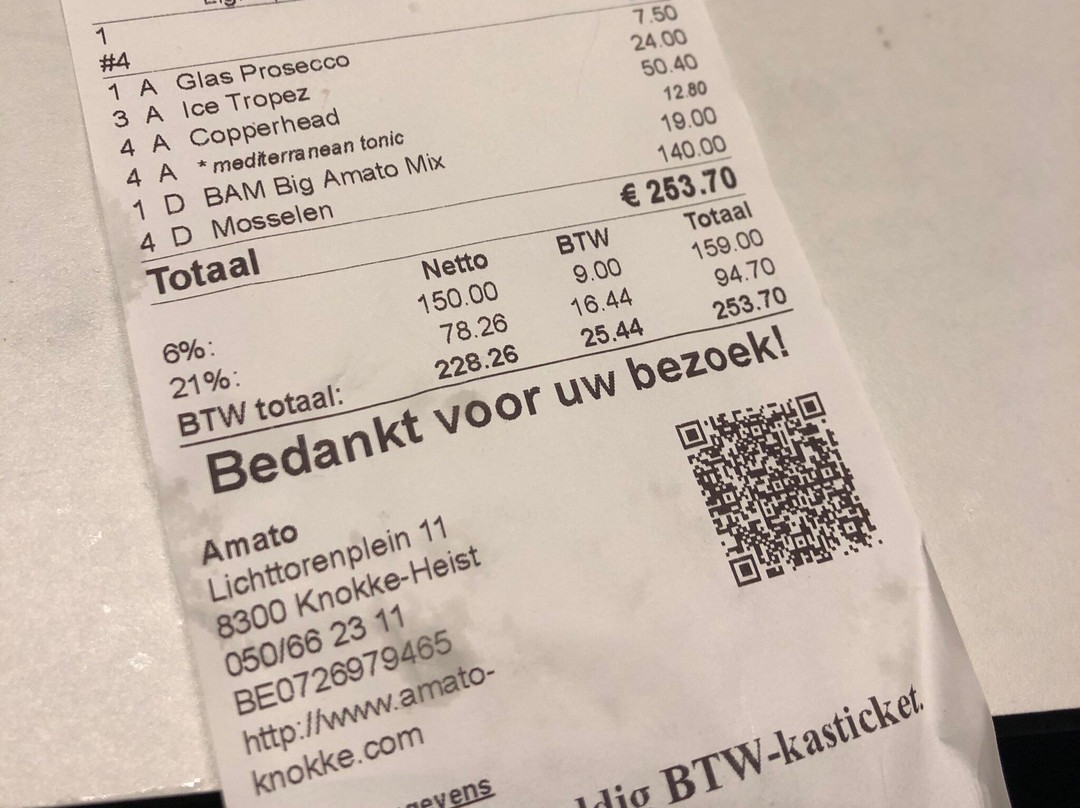 1
#4
1 A Glas Prosecco 7.50
3 A Ice Tropez 24.00
4 A Copperhead 50.40
4 A * mediterranean tonic 12.80
1 D BAM Big Amato Mix 19.00
4 D Mosselen 140.00
Totaal € 253.70
Netto BTW Totaal
6%: 150.00 9.00 159.00
21%: 78.26 16.44 94.70
BTW totaal: 228.26 25.44 253.70
Bedankt voor uw bezoek!
Amato
Lichttorenplein 11
8300 Knokke-Heist
050/66 23 11
BE0726979465
http://www.amato-
knokke.com
BTW-kasticket.